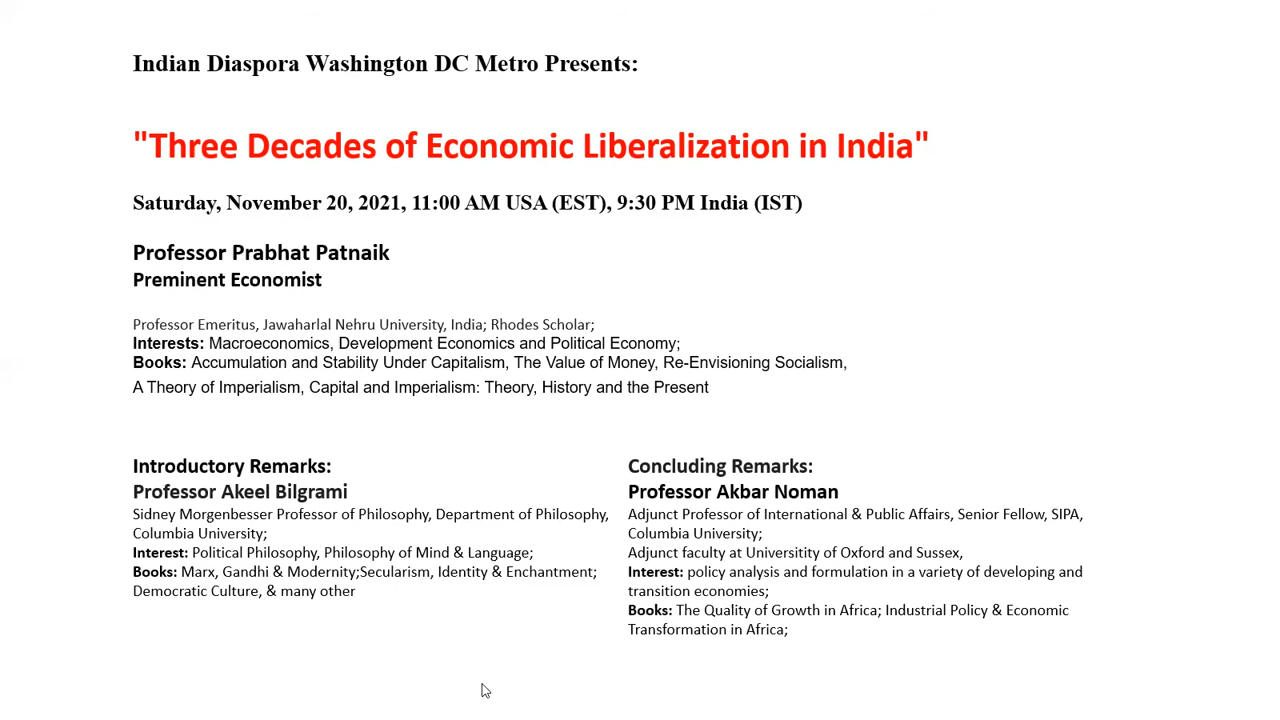 Indian Diaspora Washington DC Metro Presents:
"Three Decades of Economic Liberalization in India"
Saturday, November 20, 2021, 11:00 AM USA (EST), 9:30 PM India (IST)
Professor Prabhat Patnaik
Preminent Economist
Professor Emeritus, Jawaharlal Nehru University, India; Rhodes Scholar;
Interests: Macroeconomics, Development Economics and Political Economy;
Books: Accumulation and Stability Under Capitalism, The Value of Money, Re-Envisioning Socialism,
A Theory of Imperialism, Capital and Imperialism: Theory, History and the Present
Introductory Remarks:
Professor Akeel Bilgrami
Sidney Morgenbesser Professor of Philosophy, Department of Philosophy,
Columbia University;
Interest: Political Philosophy, Philosophy of Mind & Language;
Books: Marx, Gandhi & Modernity;Secularism, Identity & Enchantment;
Democratic Culture, & many other
Concluding Remarks:
Professor Akbar Noman
Adjunct Professor of International & Public Affairs, Senior Fellow, SIPA,
Columbia University;
Adjunct faculty at Universitity of Oxford and Sussex,
Interest: policy analysis and formulation in a variety of developing and
transition economies;
Books: The Quality of Growth in Africa; Industrial Policy & Economic
Transformation in Africa;